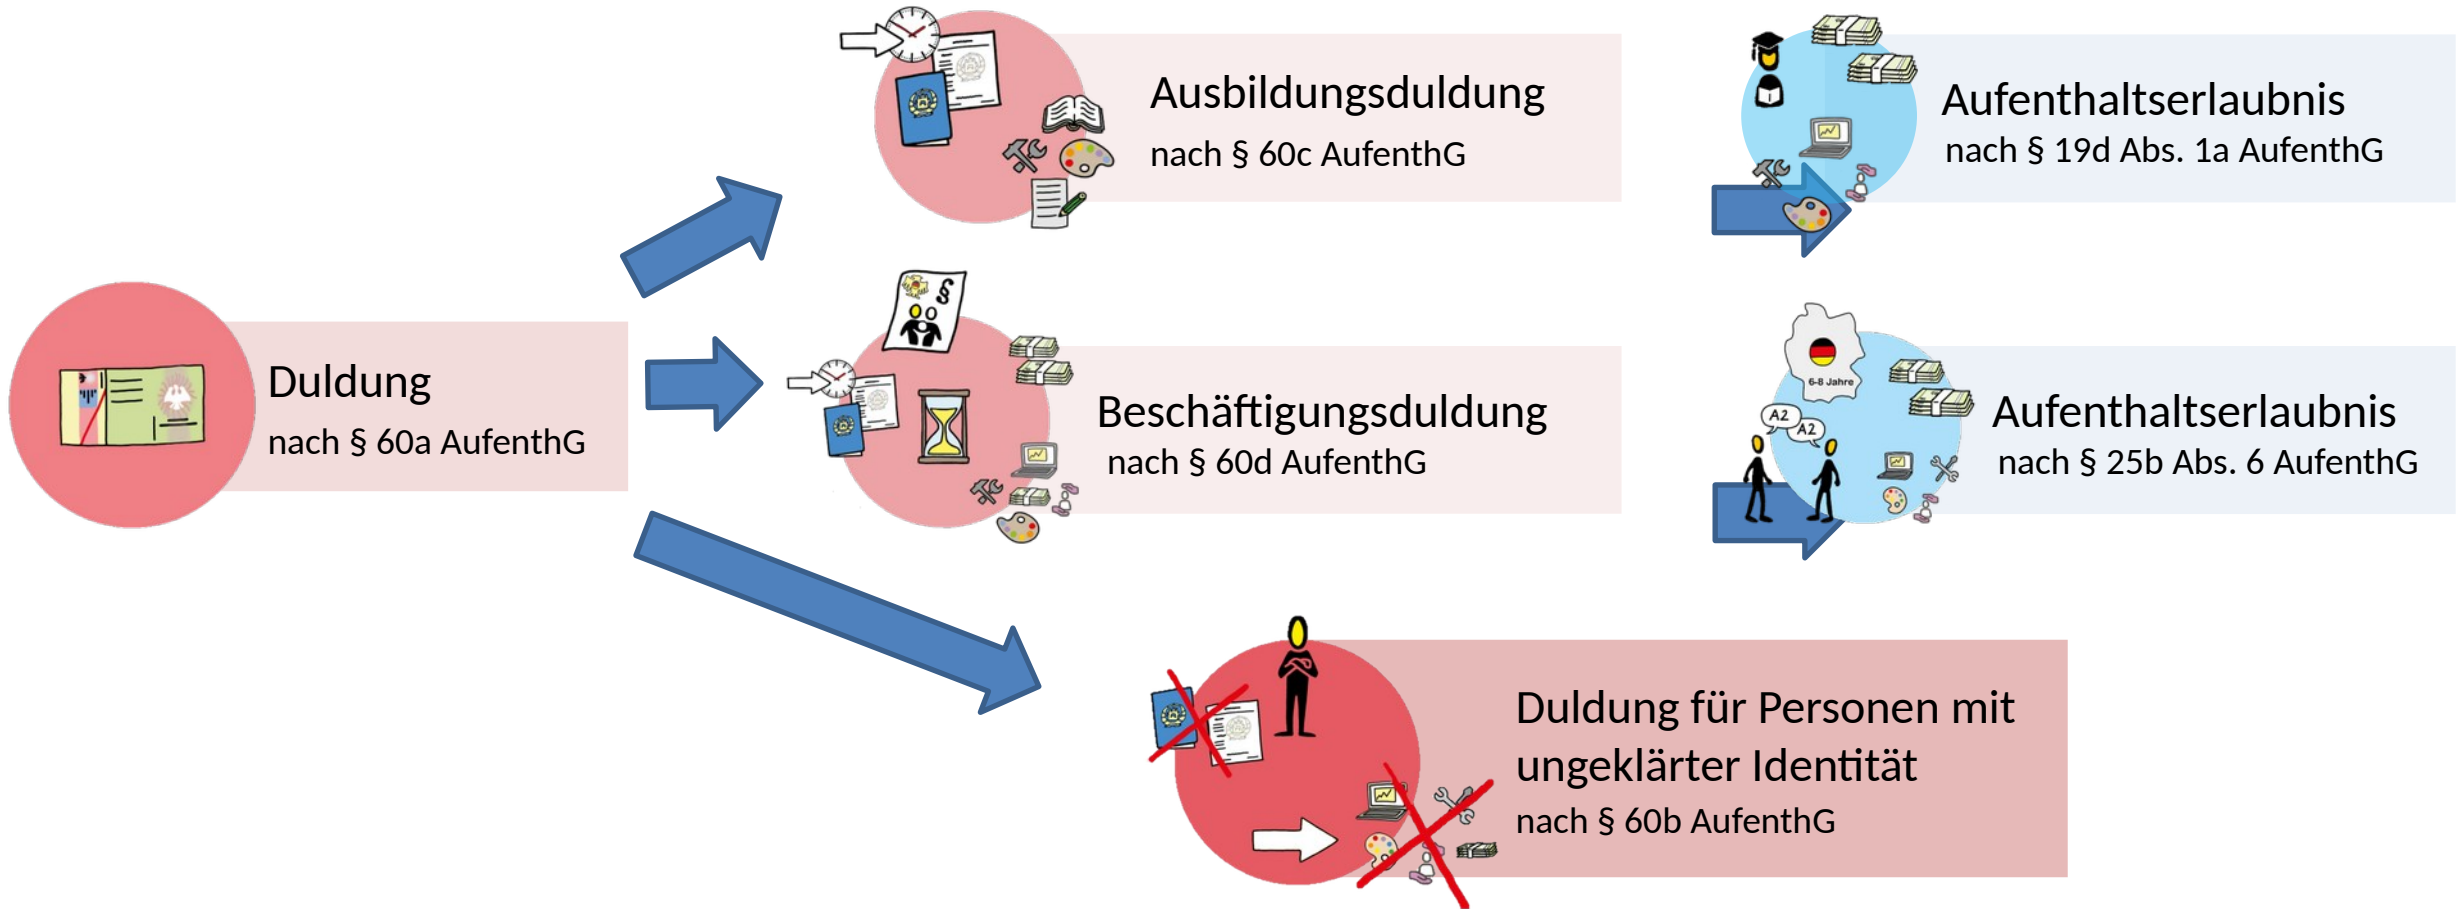 Ausbildungsduldung
nach § 60c AufenthG
Aufenthaltserlaubnis
nach § 19d Abs. 1a AufenthG
Duldung
nach § 60a AufenthG
§
Beschäftigungsduldung
nach § 60d AufenthG
6-8 Jahre
A2
A2
Aufenthaltserlaubnis
nach § 25b Abs. 6 AufenthG
Duldung für Personen mit
ungeklärter Identität
nach § 60b AufenthG